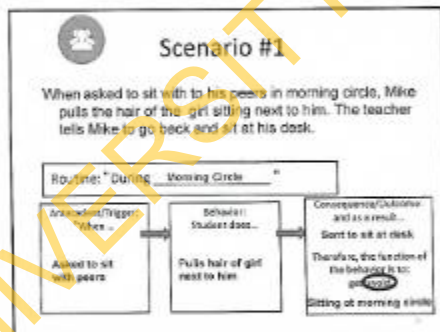 UNIVERSITY
Scenario #1
When asked to sit with to his peers in morning circle, Mike
pulls the hair of the girl sitting next to him. The teacher
tells Mike to go back and sit at his desk.
Routine: "During Morning Circle "
Antecedent/Trigger:
"When ..
Asked to sit
with peers
Behavior:
Student does...
Pulls hair of girl
next to him
Consequence/Outcome
and as a result...
Sent to sit at desk
Therefore, the function of
the behavior is to:
get/avoid
Sitting at morning circle